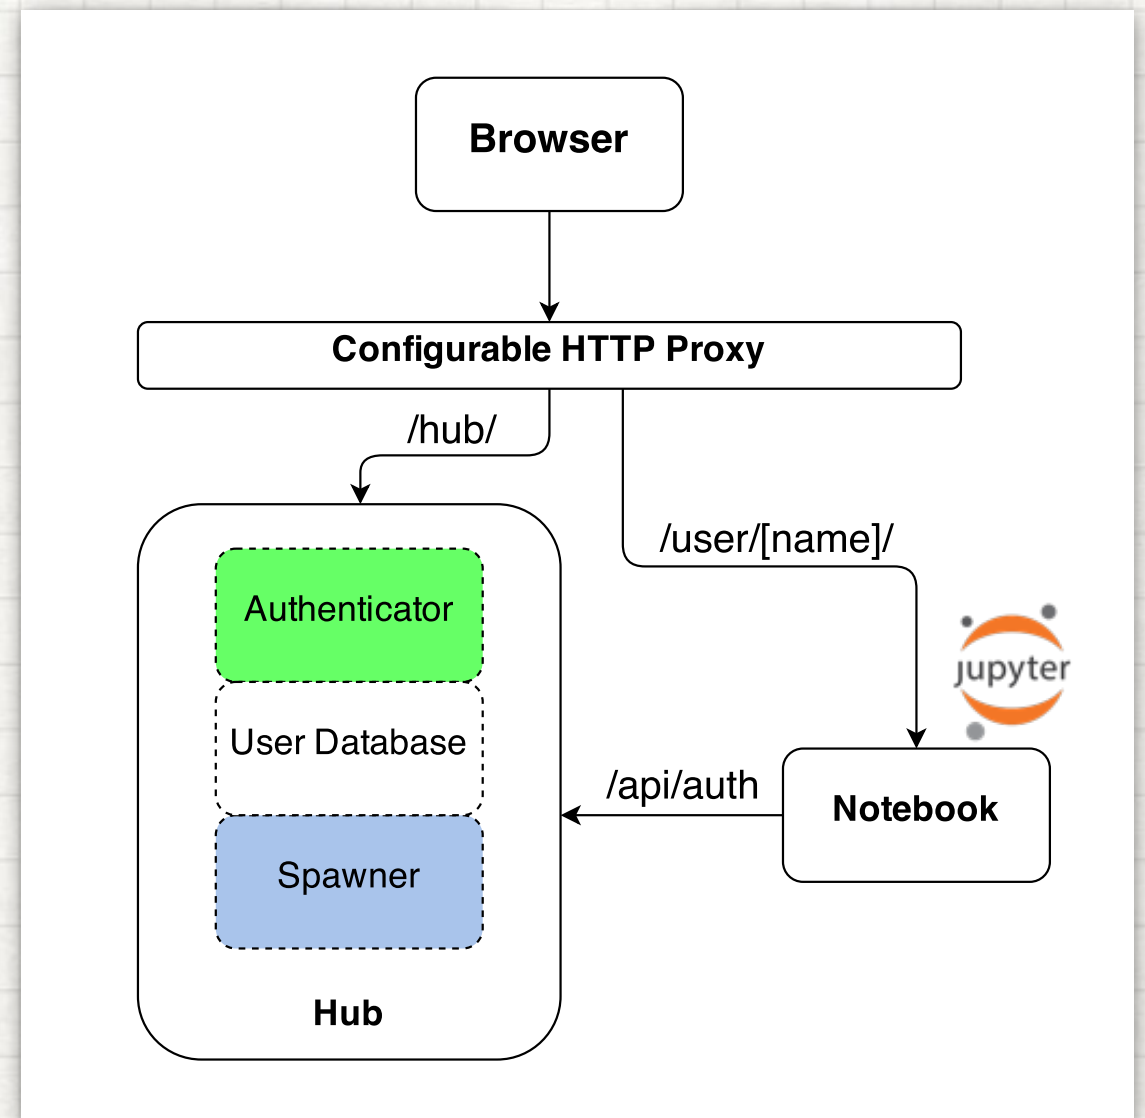 Browser
Configurable HTTP Proxy
/hub/
/user/[name]/
Authenticator
jupyter
User Database
/api/auth
Notebook
Spawner
Hub